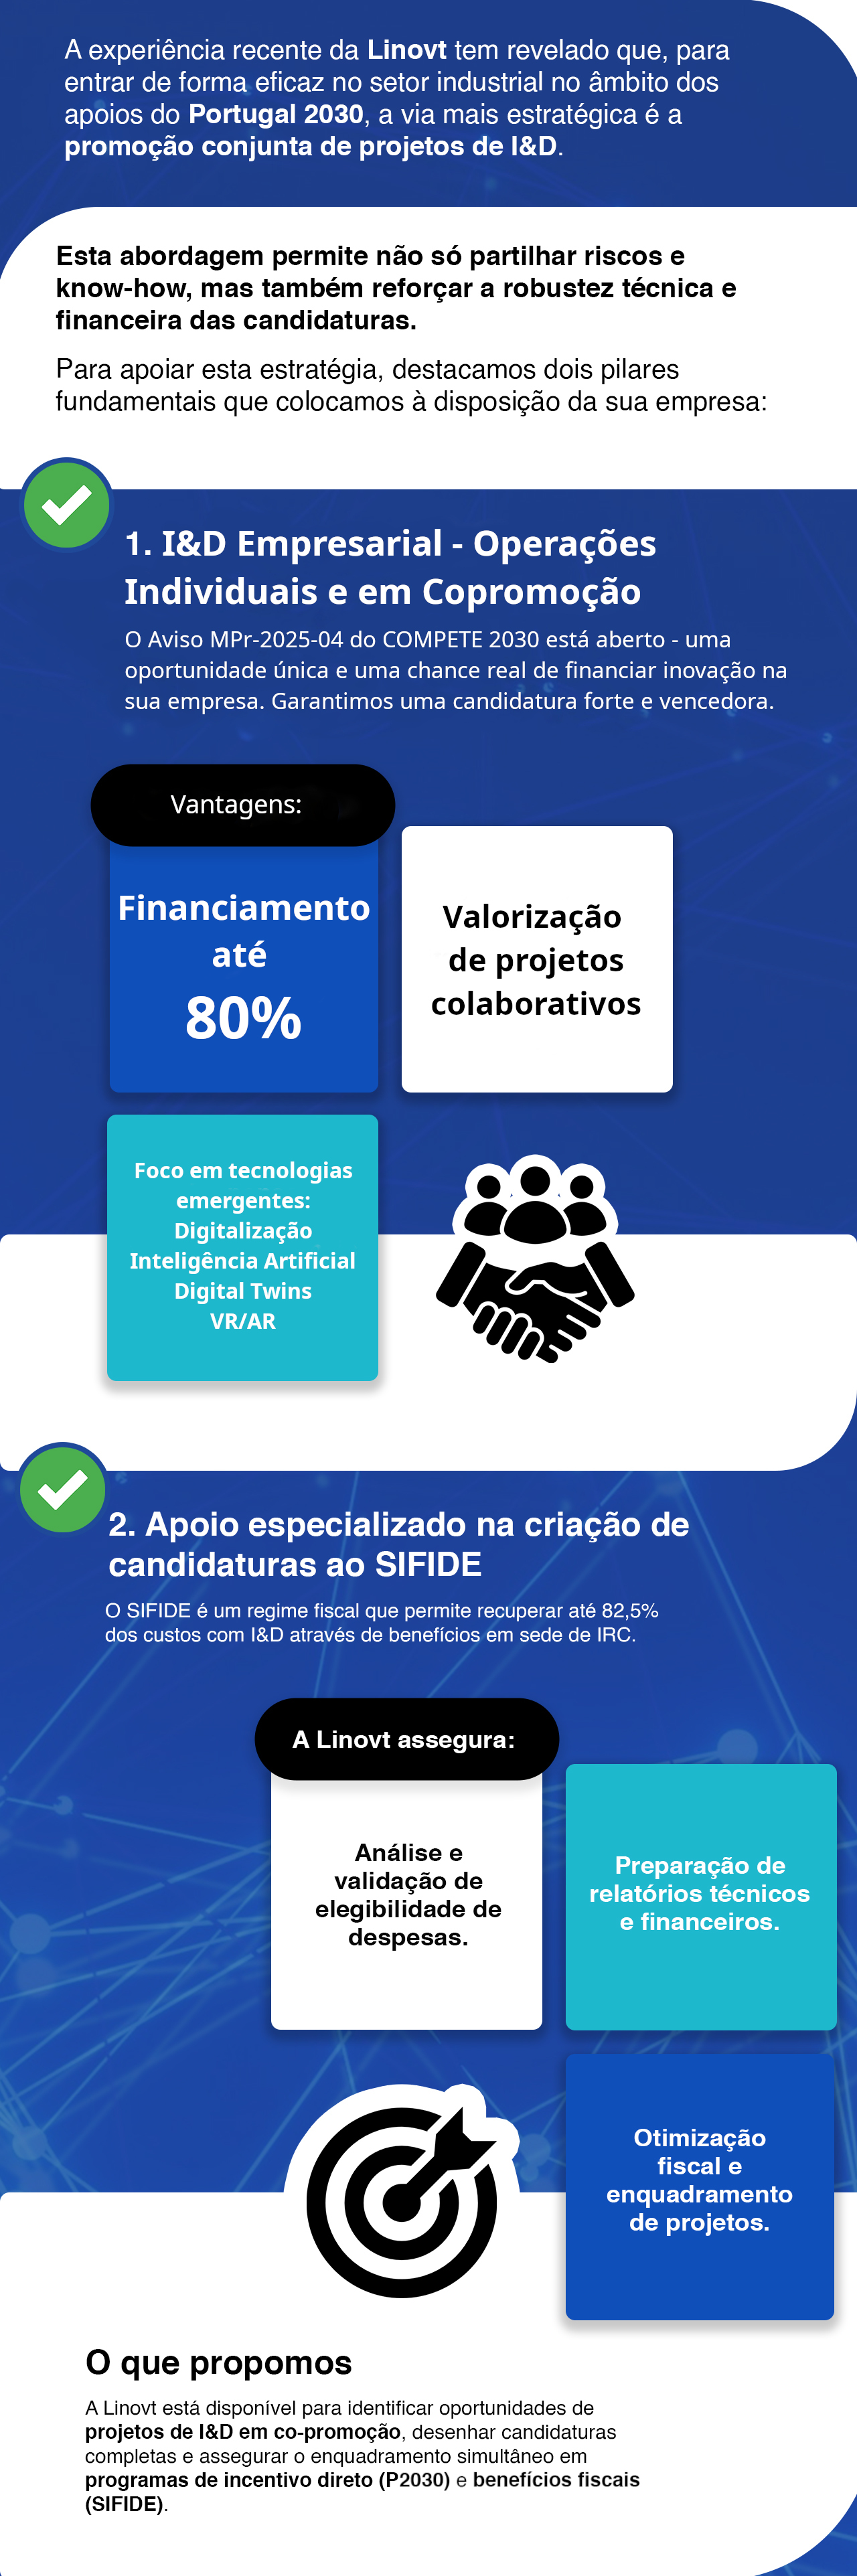 A experiência recente da Linovt tem revelado que, para
entrar de forma eficaz no setor industrial no âmbito dos
apoios do Portugal 2030, a via mais estratégica é a
promoção conjunta de projetos de I&D.
Esta abordagem permite não só partilhar riscos e
know-how, mas também reforçar a robustez técnica e
financeira das candidaturas.
Para apoiar esta estratégia, destacamos dois pilares
fundamentais que colocamos à disposição da sua empresa:
1. I&D Empresarial - Operações
Individuais e em Copromoção
O Aviso MPr-2025-04 do COMPETE 2030 está aberto - uma
oportunidade única e uma chance real de financiar inovação na
sua empresa. Garantimos uma candidatura forte e vencedora.
Vantagens:
Financiamento
até
80%
Valorização
de projetos
colaborativos
Foco em tecnologias
emergentes:
Digitalização
Inteligência Artificial
Digital Twins
VR/AR
2. Apoio especializado na criação de
candidaturas ao SIFIDE
O SIFIDE é um regime fiscal que permite recuperar até 82,5%
dos custos com I&D através de benefícios em sede de IRC.
A Linovt assegura:
Análise e
validação de
elegibilidade de
despesas.
Preparação de
relatórios técnicos
e financeiros.
Otimização
fiscal e
enquadramento
de projetos.
O que propomos
A Linovt está disponível para identificar oportunidades de
projetos de I&D em co-promoção, desenhar candidaturas
completas e assegurar o enquadramento simultâneo em
programas de incentivo direto (P2030) e benefícios fiscais
(SIFIDE).